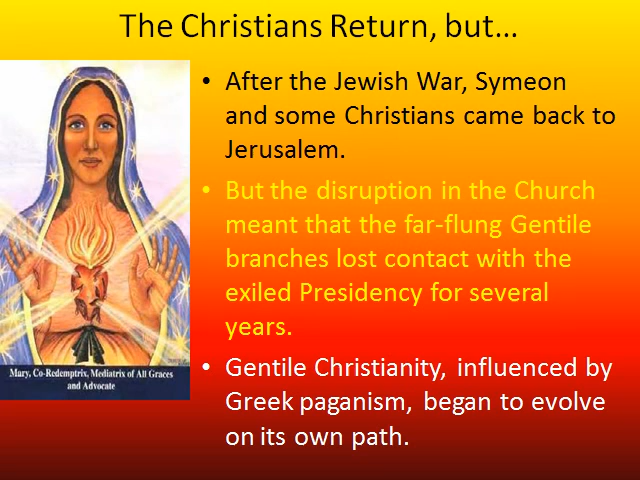 The Christians Return, but…
• After the Jewish War, Symeon
and some Christians came back to
Jerusalem.
• But the disruption in the Church
meant that the far-flung Gentile
branches lost contact with the
exiled Presidency for several
years.
• Gentile Christianity, influenced by
Greek paganism, began to evolve
on its own path.
Mary, Co-Redemptrix, Mediatrix of All Graces
and Advocate